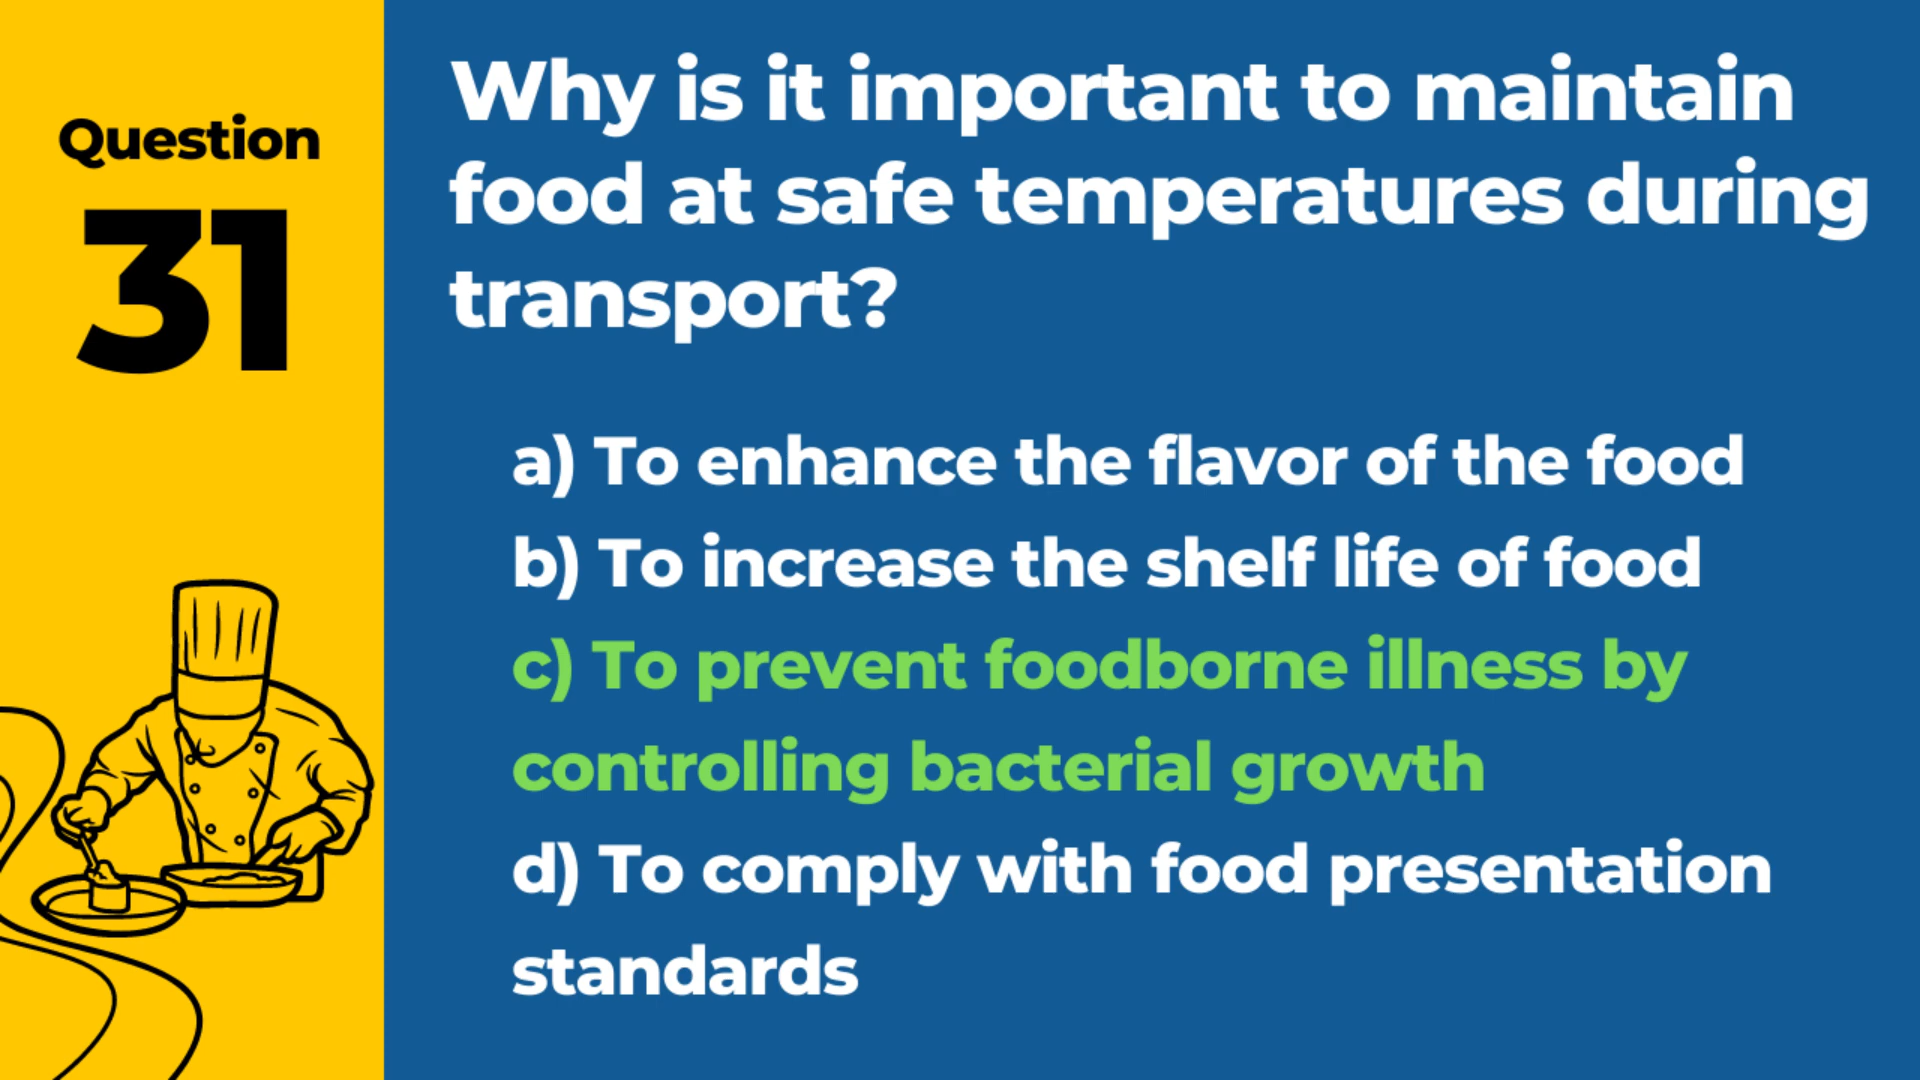 Question
31
Why is it important to maintain
food at safe temperatures during
transport?
a) To enhance the flavor of the food
b) To increase the shelf life of food
c) To prevent foodborne illness by
controlling bacterial growth
d) To comply with food presentation
standards